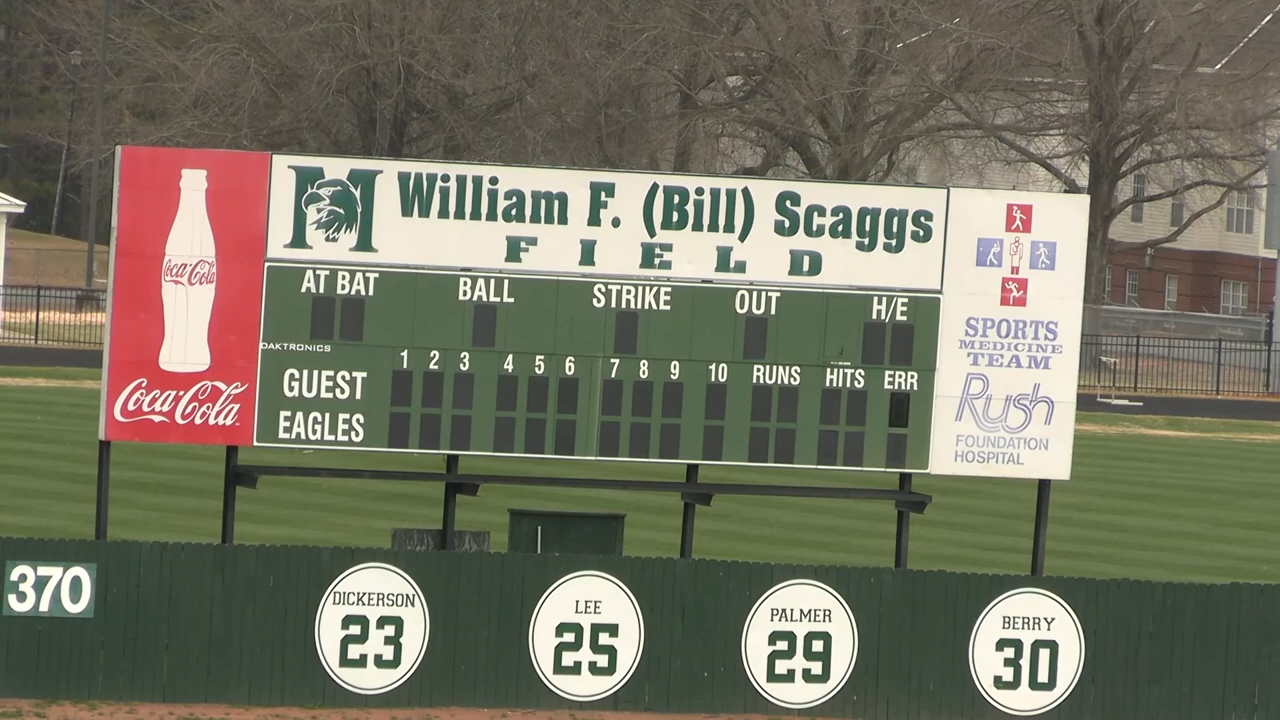 M William F. (Bill) Scaggs
FIELD
Coca-Cola
Coca-Cola
AT BAT BALL STRIKE OUT H/E
DAKTRONICS
1 2 3 4 5 6 7 8 9 10 RUNS HITS ERR
GUEST
EAGLES
SPORTS
MEDICINE
TEAM
Rush
FOUNDATION
HOSPITAL
370
DICKERSON
23
LEE
25
PALMER
29
BERRY
30